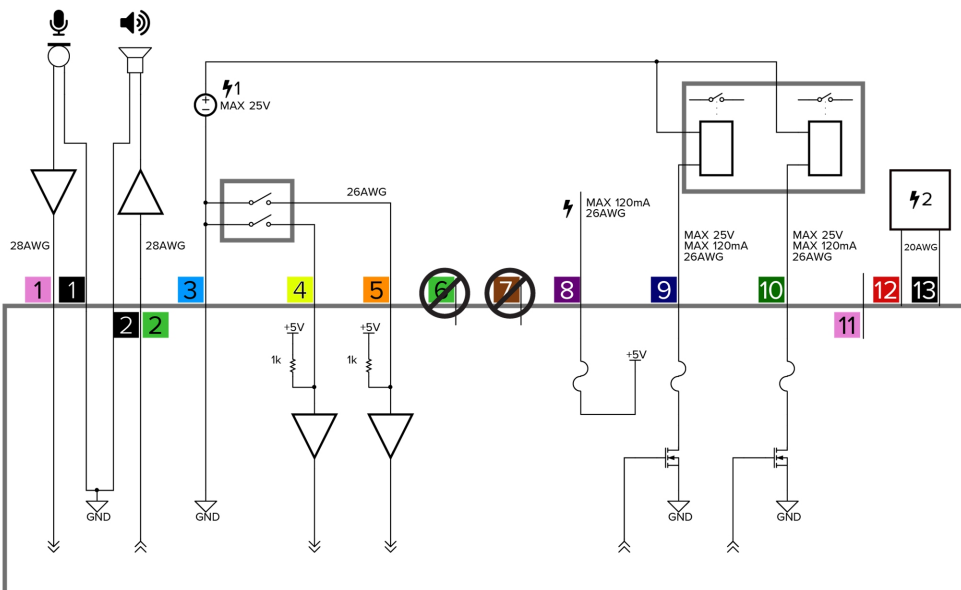 1
MAX 25V
26AWG
MAX 120mA
26AWG
2
28AWG
28AWG
MAX 25V
MAX 120mA
26AWG
MAX 25V
MAX 120mA
26AWG
20AWG
1
1
3
4
5
6
7
8
9
10
12
13
2
2
11
+5V
+5V
1k
1k
+5V
GND
GND
GND
GND